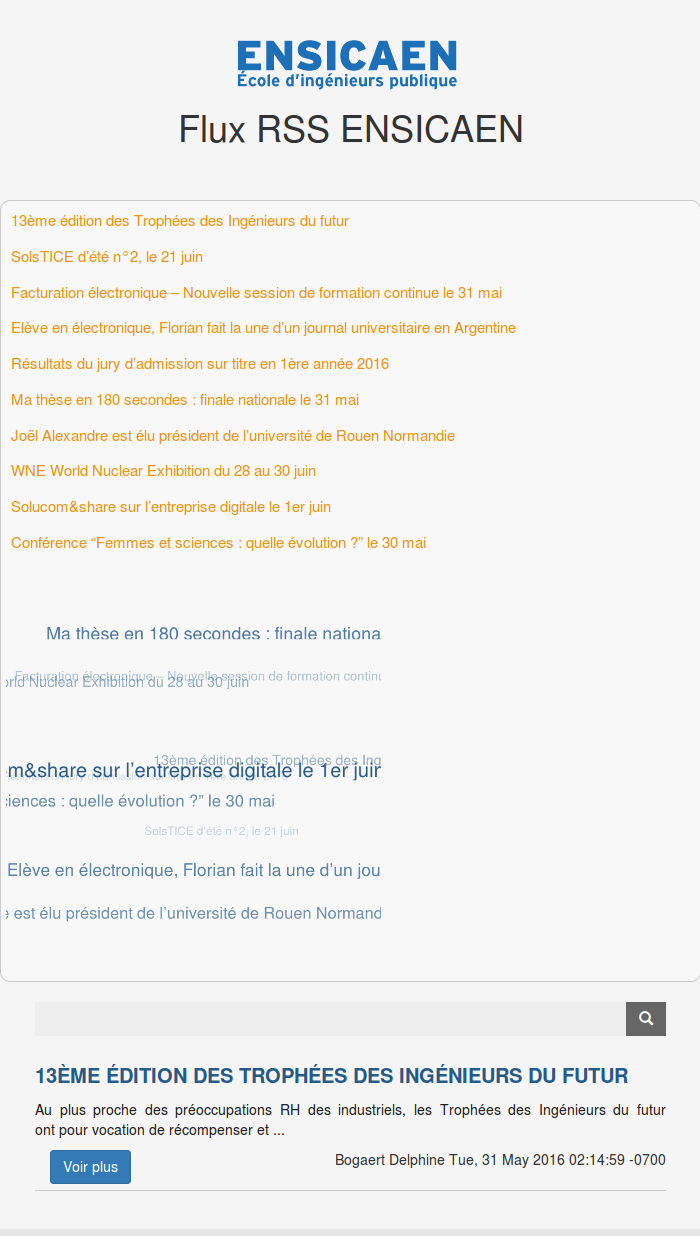 ENSICAEN
École d'ingénieurs publique
Flux RSS ENSICAEN
13ème édition des Trophées des Ingénieurs du futur
SolsTICE d'été n°2, le 21 juin
Facturation électronique – Nouvelle session de formation continue le 31 mai
Elève en électronique, Florian fait la une d'un journal universitaire en Argentine
Résultats du jury d'admission sur titre en 1ère année 2016
Ma thèse en 180 secondes : finale nationale le 31 mai
Joël Alexandre est élu président de l'université de Rouen Normandie
WNE World Nuclear Exhibition du 28 au 30 juin
Solucom&share sur l'entreprise digitale le 1er juin
Conférence “Femmes et sciences : quelle évolution ?” le 30 mai
Ma thèse en 180 secondes : finale nationa
Facturation électronique – Nouvelle session de formation continu
orld Nuclear Exhibition du 28 au 30 juin
13ème édition des Trophées des Ing
m&share sur l'entreprise digitale le 1er juin
ciences : quelle évolution ?” le 30 mai
SolsTICE d'été n°2, le 21 juin
Elève en électronique, Florian fait la une d'un jou
e est élu président de l'université de Rouen Normand
13ÈME ÉDITION DES TROPHÉES DES INGÉNIEURS DU FUTUR
Au plus proche des préoccupations RH des industriels, les Trophées des Ingénieurs du futur
ont pour vocation de récompenser et ...
Voir plus
Bogaert Delphine Tue, 31 May 2016 02:14:59 -0700